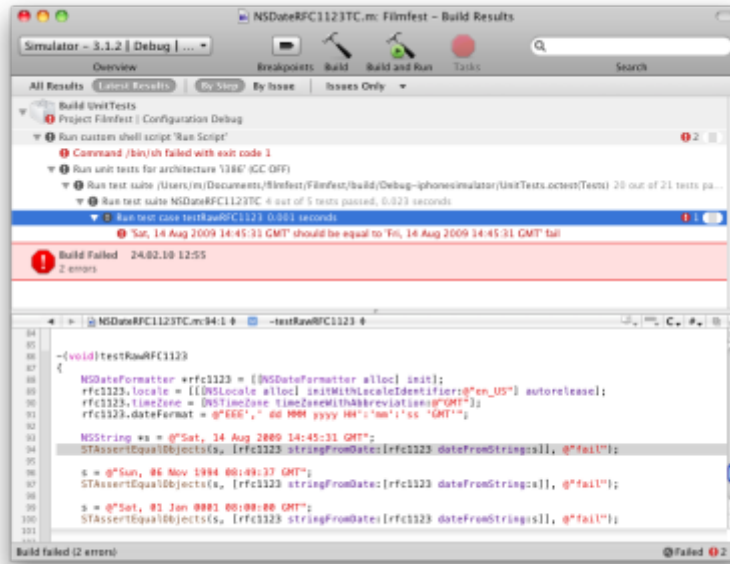 NSDateRFC1123TC.m: Filmfest – Build Results
Simulator – 3.1.2 | Debug | ...
Overview Breakpoints Build Build and Run Tasks Search
All Results Latest Results By Step By Issue Issues Only
Build UnitTests
Project Filmfest | Configuration Debug
Run custom shell script 'Run Script' 2
Command /bin/sh failed with exit code 1
Run unit tests for architecture 'i386' (GC OFF)
Run test suite /Users/m/Documents/filmfest/Filmfest/build/Debug-iphonesimulator/UnitTests.octest(Tests) 20 out of 21 tests pa...
Run test suite NSDateRFC1123TC 4 out of 5 tests passed, 0.023 seconds
Run test case testRawRFC1123 0.001 seconds 1
'Sat, 14 Aug 2009 14:45:31 GMT' should be equal to 'Fri, 14 Aug 2009 14:45:31 GMT' fail
Build Failed 24.02.10 12:55
2 errors
NSDateRFC1123TC.m:94:1 -testRawRFC1123 C, #,
84
85
86 -(void)testRawRFC1123
87 {
88 NSDateFormatter *rfc1123 = [[NSDateFormatter alloc] init];
89 rfc1123.locale = [[[NSLocale alloc] initWithLocaleIdentifier:@"en_US"] autorelease];
90 rfc1123.timeZone = [NSTimeZone timeZoneWithAbbreviation:@"GMT"];
91 rfc1123.dateFormat = @"EEE',' dd MMM yyyy HH':'mm':'ss 'GMT'";
92
93 NSString *s = @"Sat, 14 Aug 2009 14:45:31 GMT";
94 STAssertEqualObjects(s, [rfc1123 stringFromDate:[rfc1123 dateFromString:s]], @"fail");
95
96 s = @"Sun, 06 Nov 1994 08:49:37 GMT";
97 STAssertEqualObjects(s, [rfc1123 stringFromDate:[rfc1123 dateFromString:s]], @"fail");
98
99 s = @"Sat, 01 Jan 0001 08:00:00 GMT";
100 STAssertEqualObjects(s, [rfc1123 stringFromDate:[rfc1123 dateFromString:s]], @"fail");
101
Build failed (2 errors) Failed 2